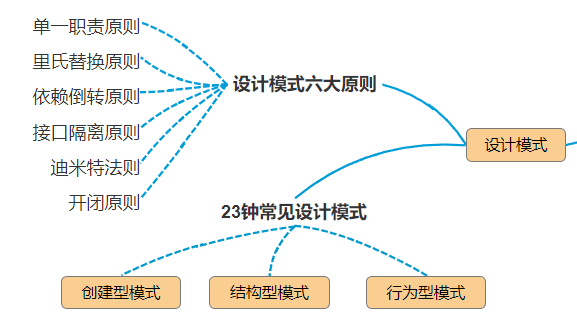 单一职责原则
里氏替换原则
依赖倒转原则
接口隔离原则
迪米特法则
开闭原则
设计模式六大原则
设计模式
23钟常见设计模式
创建型模式
结构型模式
行为型模式